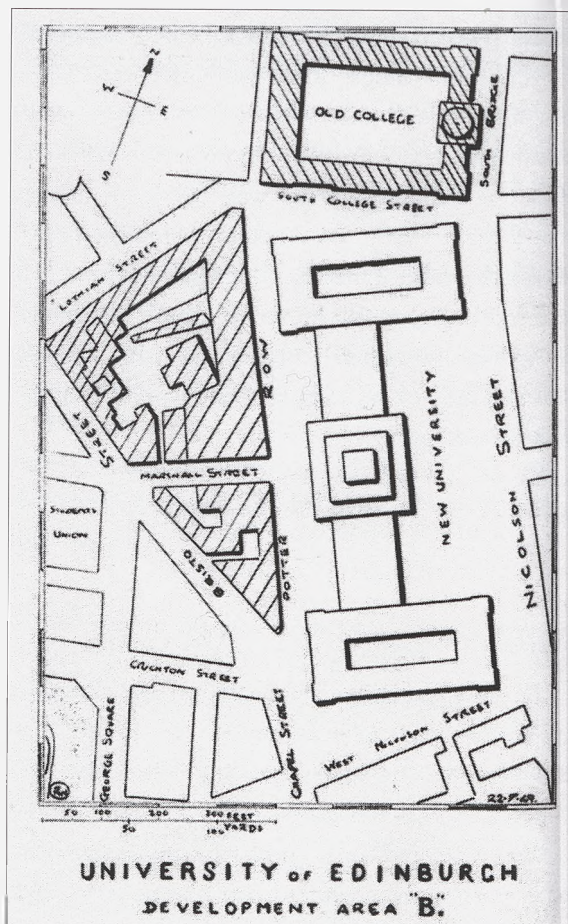 N
W
E
S
OLD COLLEGE
SOUTH BRIDGE
SOUTH COLLEGE STREET
LOTHIAN STREET
POTTER ROW
NEW UNIVERSITY
NICOLSON STREET
MARSHALL STREET
BRISTO STREET
STUDENTS
UNION
CRICHTON STREET
GEORGE SQUARE
CHAPEL STREET
WEST NICOLSON STREET
50 100 200 300 FEET
50 100 YARDS
UNIVERSITY OF EDINBURGH
DEVELOPMENT AREA "B".